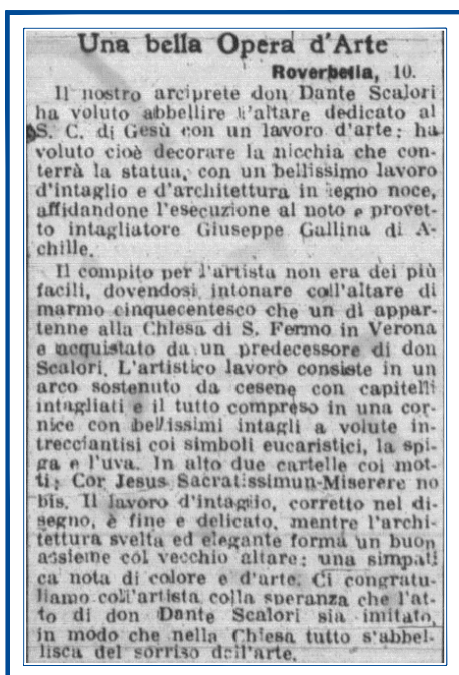 Una bella Opera d'Arte
Roverbella, 10.
Il nostro arciprete don Dante Scalori
ha voluto abbellire l'altare dedicato al
S. C. di Gesù con un lavoro d'arte: ha
voluto cioè decorare la nicchia che con-
terrà la statua, con un bellissimo lavoro
d'intaglio e d'architettura in legno noce,
affidandone l'esecuzione al noto e provet-
to intagliatore Giuseppe Gallina di A-
chille.
Il compito per l'artista non era dei più
facili, dovendosi intonare coll'altare di
marmo cinquecentesco che un dì appar-
tenne alla Chiesa di S. Fermo in Verona
e acquistato da un predecessore di don
Scalori. L'artistico lavoro consiste in un
arco sostenuto da cesene con capitelli
intagliati e il tutto compreso in una cor-
nice con bellissimi intagli a volute in-
trecciantisi coi simboli eucaristici, la spi-
ga e l'uva. In alto due cartelle coi mot-
ti: Cor Jesus Sacratissimun-Miserere no
bis. Il lavoro d'intaglio, corretto nel di-
segno, è fine e delicato, mentre l'archi-
tettura svelta ed elegante forma un buon
assieme col vecchio altare: una simpati
ca nota di colore e d'arte. Ci congratu-
liamo coll'artista colla speranza che l'at-
to di don Dante Scalori sia imitato,
in modo che nella Chiesa tutto s'abbel-
lisca del sorriso dell'arte.